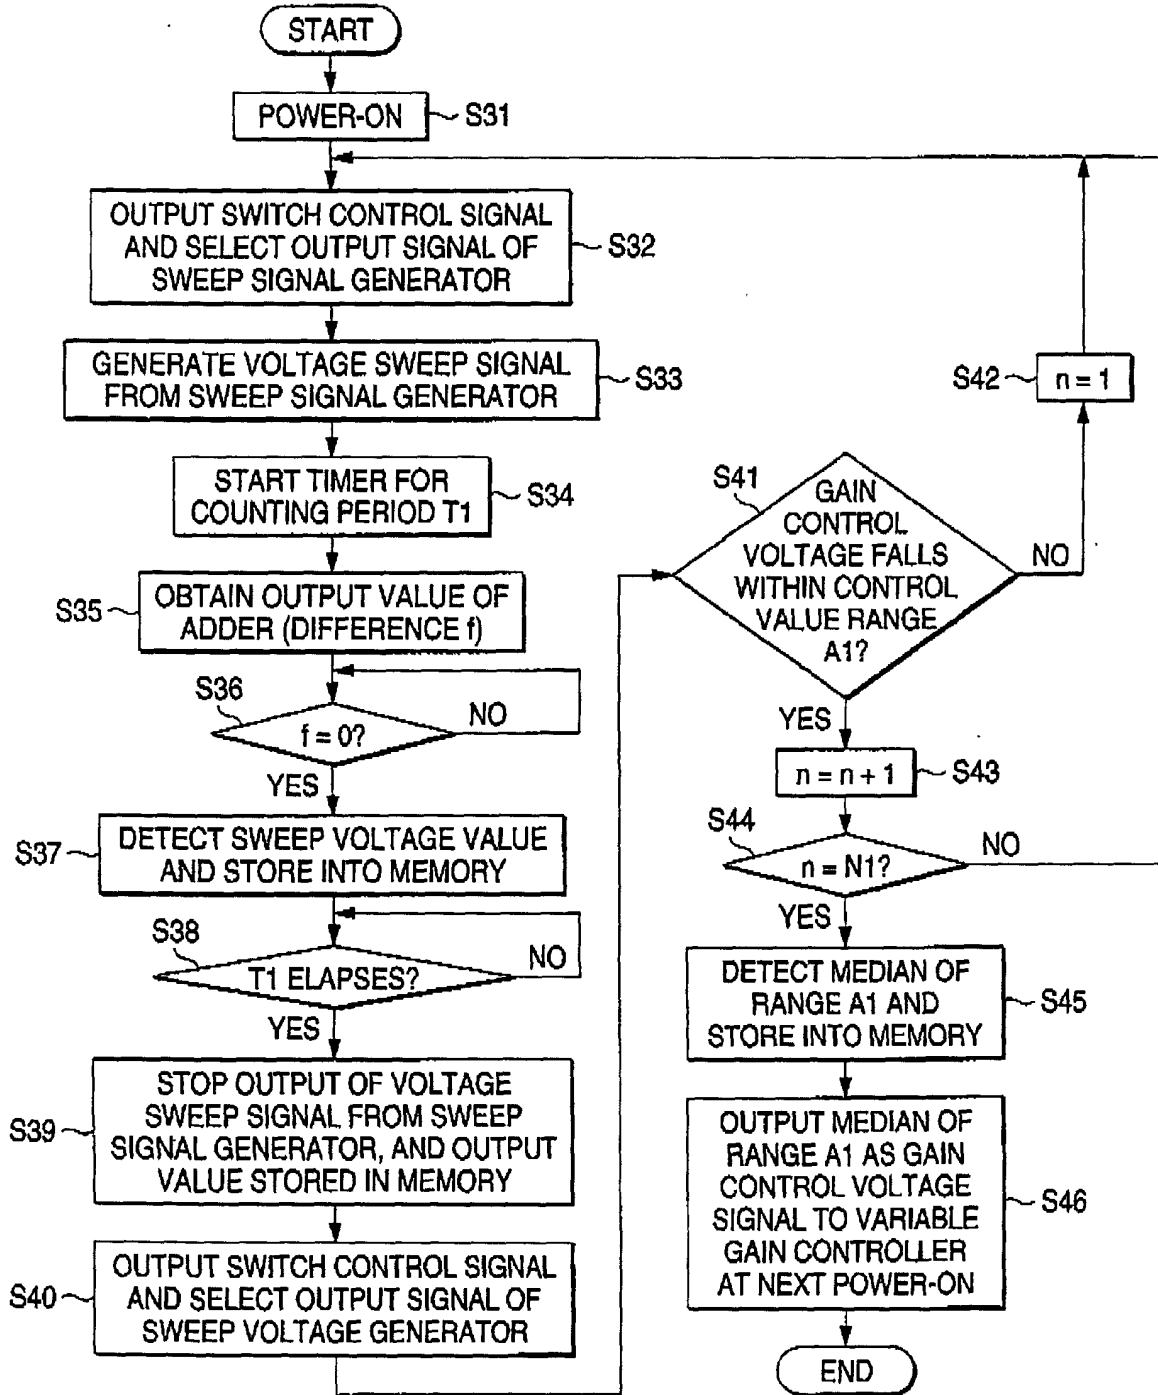 START
POWER-ON
S31
OUTPUT SWITCH CONTROL SIGNAL
AND SELECT OUTPUT SIGNAL OF
SWEEP SIGNAL GENERATOR
S32
GENERATE VOLTAGE SWEEP SIGNAL
FROM SWEEP SIGNAL GENERATOR
S33
START TIMER FOR
COUNTING PERIOD T1
S34
S35
OBTAIN OUTPUT VALUE OF
ADDER (DIFFERENCE f)
S36
f = 0?
NO
YES
S37
DETECT SWEEP VOLTAGE VALUE
AND STORE INTO MEMORY
S38
T1 ELAPSES?
NO
YES
S39
STOP OUTPUT OF VOLTAGE
SWEEP SIGNAL FROM SWEEP
SIGNAL GENERATOR, AND OUTPUT
VALUE STORED IN MEMORY
S40
OUTPUT SWITCH CONTROL SIGNAL
AND SELECT OUTPUT SIGNAL OF
SWEEP VOLTAGE GENERATOR
S41
GAIN
CONTROL
VOLTAGE FALLS
WITHIN CONTROL
VALUE RANGE
A1?
NO
YES
S42
n = 1
n = n + 1
S43
S44
n = N1?
NO
YES
DETECT MEDIAN OF
RANGE A1 AND
STORE INTO MEMORY
S45
OUTPUT MEDIAN OF
RANGE A1 AS GAIN
CONTROL VOLTAGE
SIGNAL TO VARIABLE
GAIN CONTROLLER
AT NEXT POWER-ON
S46
END